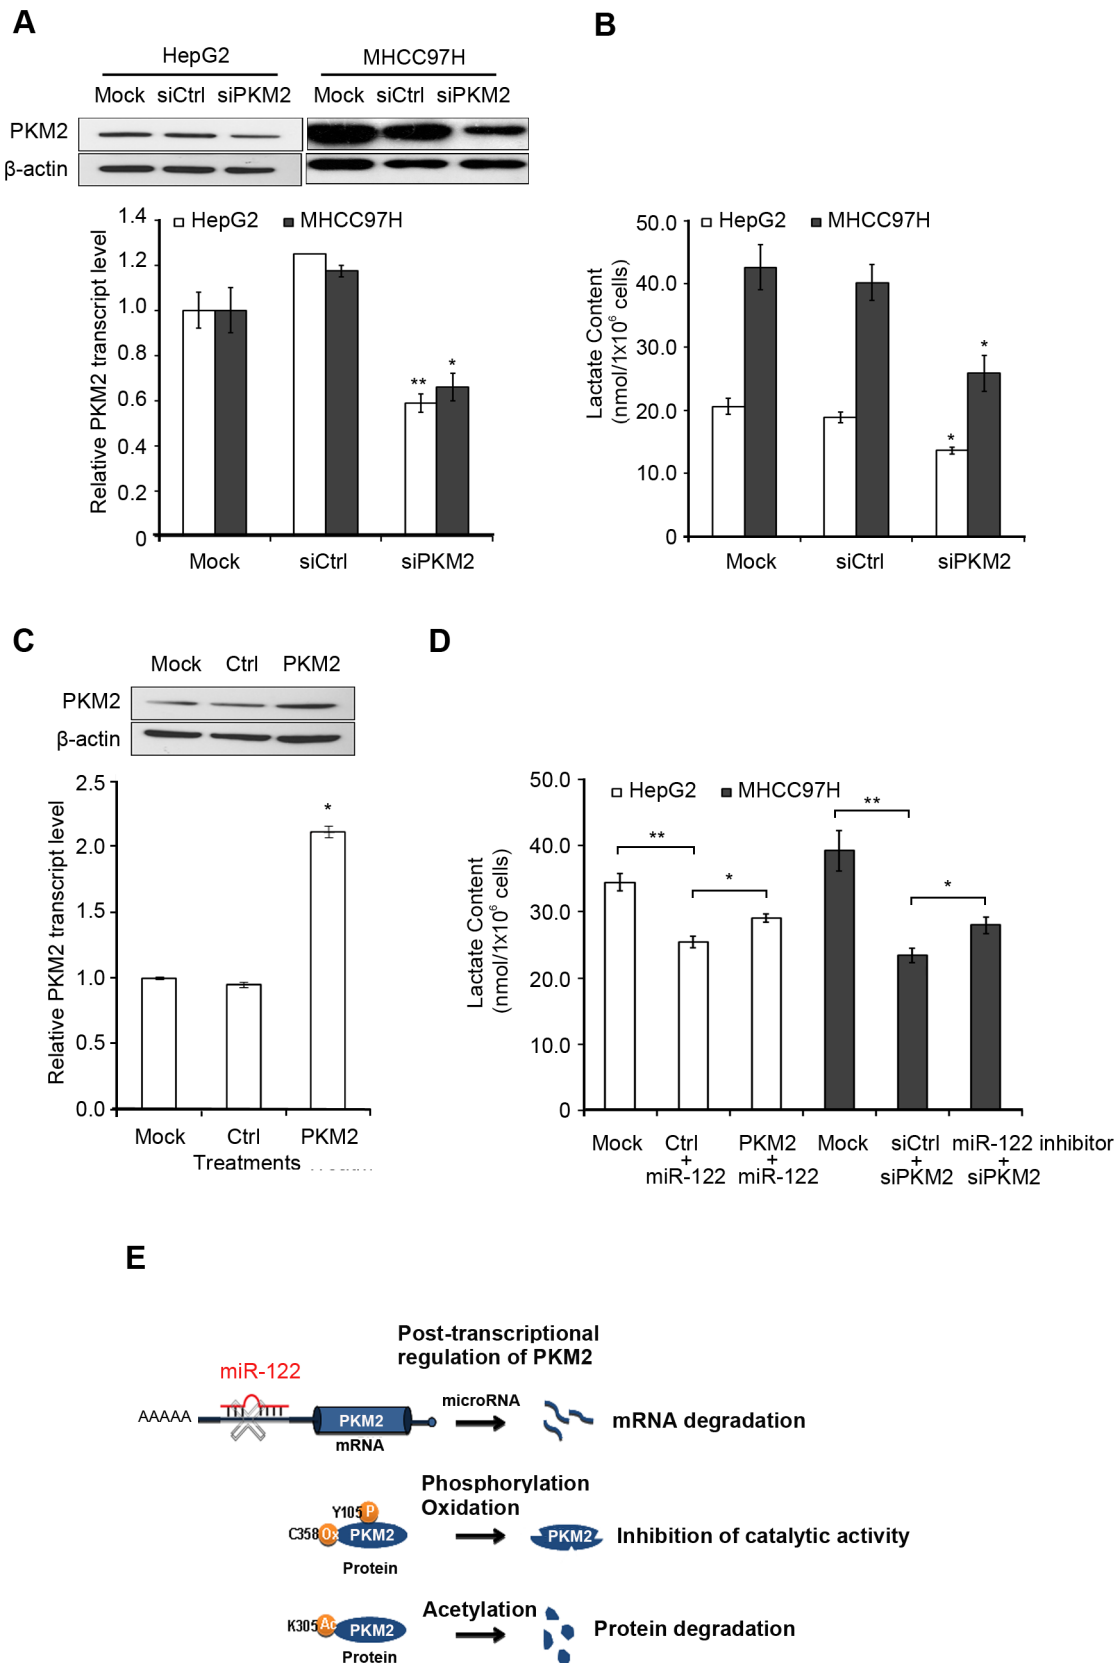 A
HepG2
MHCC97H
Mock siCtrl siPKM2
Mock siCtrl siPKM2
PKM2
β-actin
Relative PKM2 transcript level
HepG2 MHCC97H
1.4
1.2
1.0
0.8
0.6
0.4
0.2
0
**
*
Mock siCtrl siPKM2
B
Lactate Content
(nmol/1x10⁶ cells)
HepG2 MHCC97H
50.0
40.0
30.0
20.0
10.0
0
*
*
Mock siCtrl siPKM2
C
Mock Ctrl PKM2
PKM2
β-actin
Relative PKM2 transcript level
2.5
2.0
1.5
1.0
0.5
0.0
*
Mock Ctrl PKM2
Treatments
D
Lactate Content
(nmol/1x10⁶ cells)
HepG2 MHCC97H
50.0
40.0
30.0
20.0
10.0
0
**
*
**
*
Mock Ctrl PKM2 Mock siCtrl miR-122 inhibitor
+ + + +
miR-122 miR-122 siPKM2 siPKM2
E
Post-transcriptional
regulation of PKM2
miR-122
AAAAA
PKM2
mRNA
microRNA
mRNA degradation
Phosphorylation
Oxidation
Y105 P
C358 Ox PKM2
Protein
PKM2
Inhibition of catalytic activity
Acetylation
K305 Ac PKM2
Protein
Protein degradation